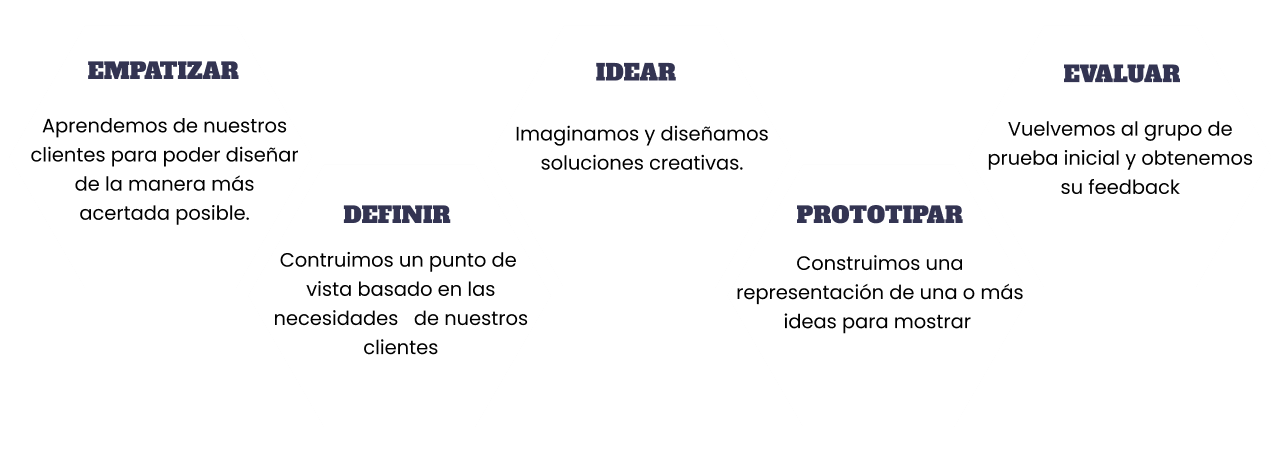 EMPATIZAR
Aprendemos de nuestros
clientes para poder diseñar
de la manera más
acertada posible.
DEFINIR
Contruimos un punto de
vista basado en las
necesidades de nuestros
clientes
IDEAR
Imaginamos y diseñamos
soluciones creativas.
PROTOTIPAR
Construimos una
representación de una o más
ideas para mostrar
EVALUAR
Vuelvemos al grupo de
prueba inicial y obtenemos
su feedback